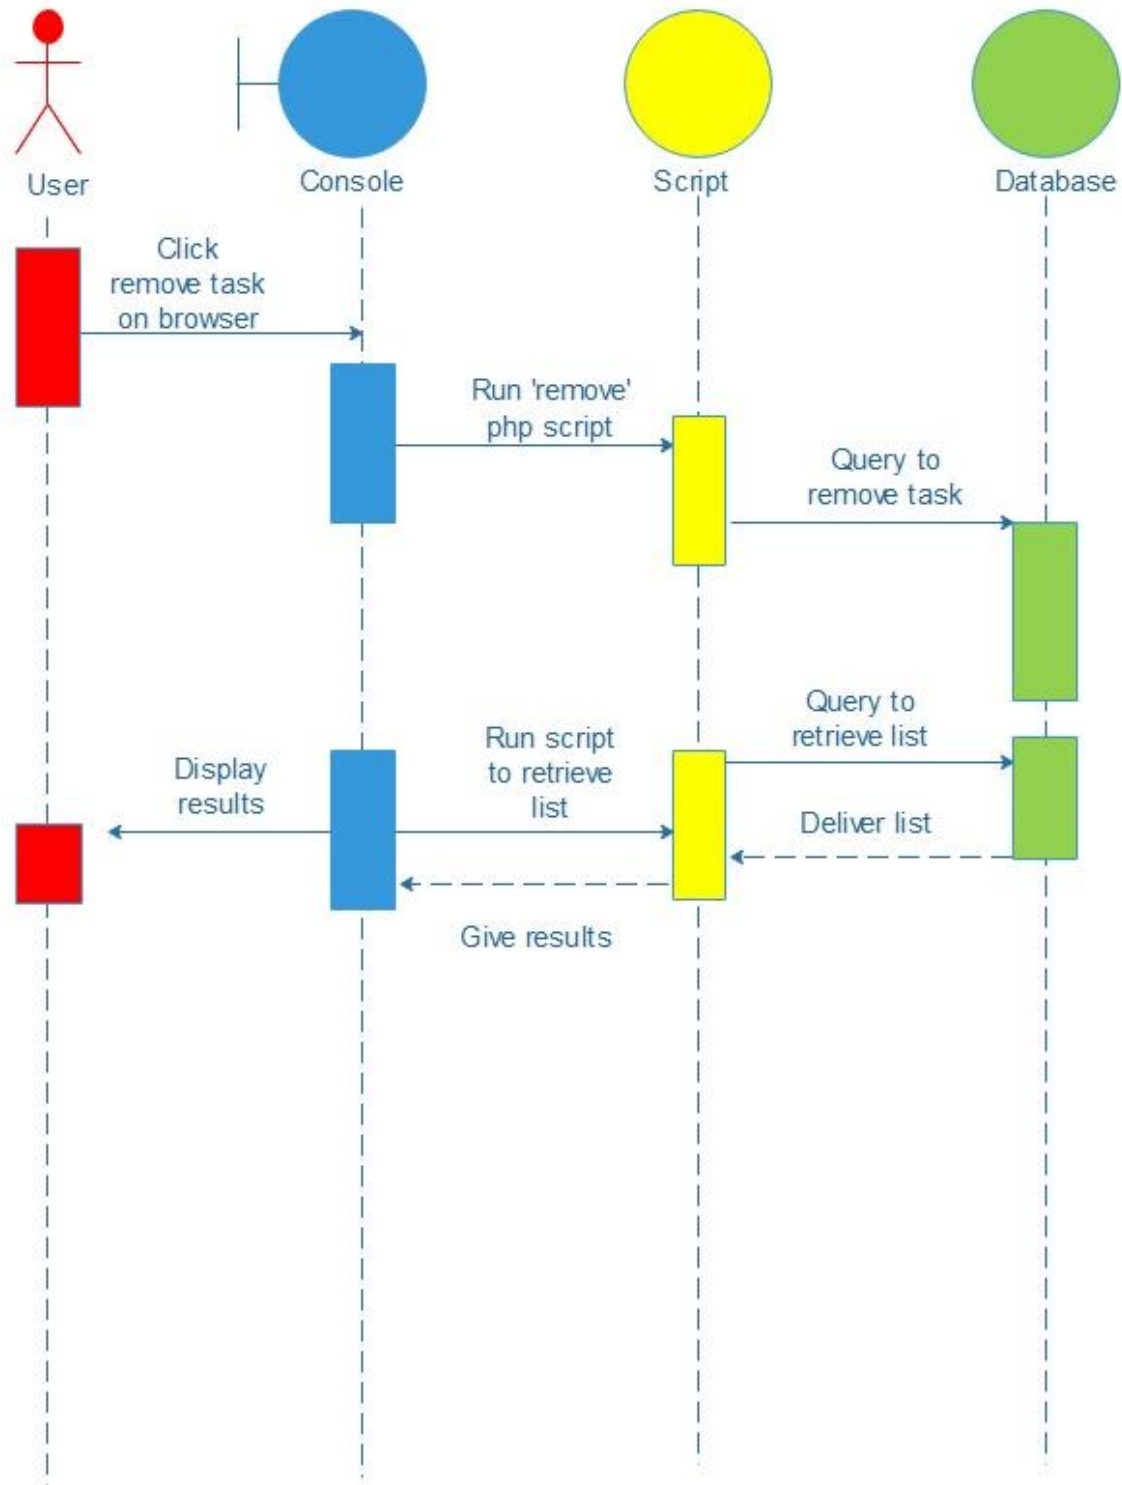 User
Console
Script
Database
Click
remove task
on browser
Run 'remove'
php script
Query to
remove task
Query to
retrieve list
Run script
to retrieve
list
Display
results
Deliver list
Give results